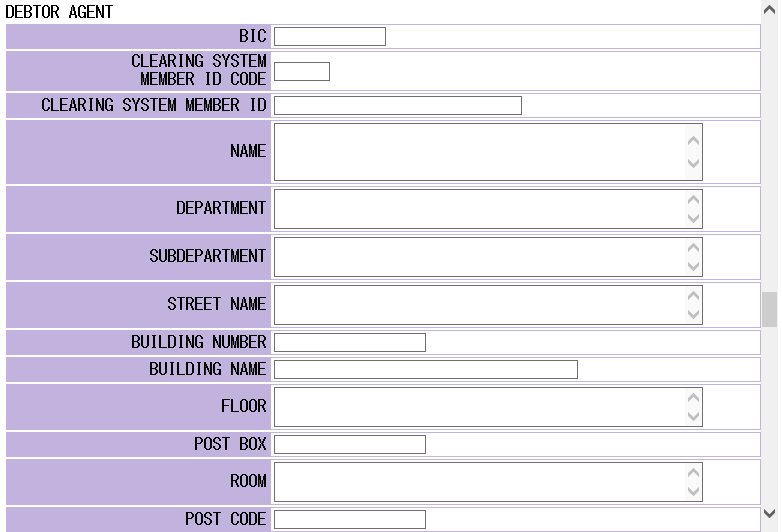 DEBTOR AGENT
BIC
CLEARING SYSTEM
MEMBER ID CODE
CLEARING SYSTEM MEMBER ID
NAME
DEPARTMENT
SUBDEPARTMENT
STREET NAME
BUILDING NUMBER
BUILDING NAME
FLOOR
POST BOX
ROOM
POST CODE